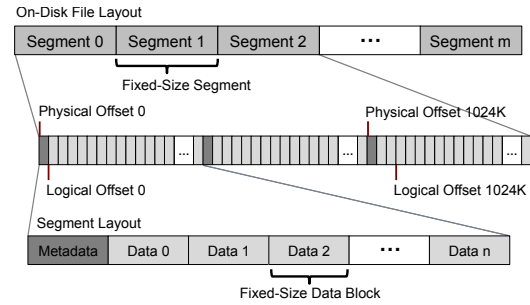 On-Disk File Layout
Segment 0 Segment 1 Segment 2 ... Segment m
Fixed-Size Segment
Physical Offset 0 Physical Offset 1024K
... ... ...
Logical Offset 0 Logical Offset 1024K
Segment Layout
Metadata Data 0 Data 1 Data 2 ... Data n
Fixed-Size Data Block